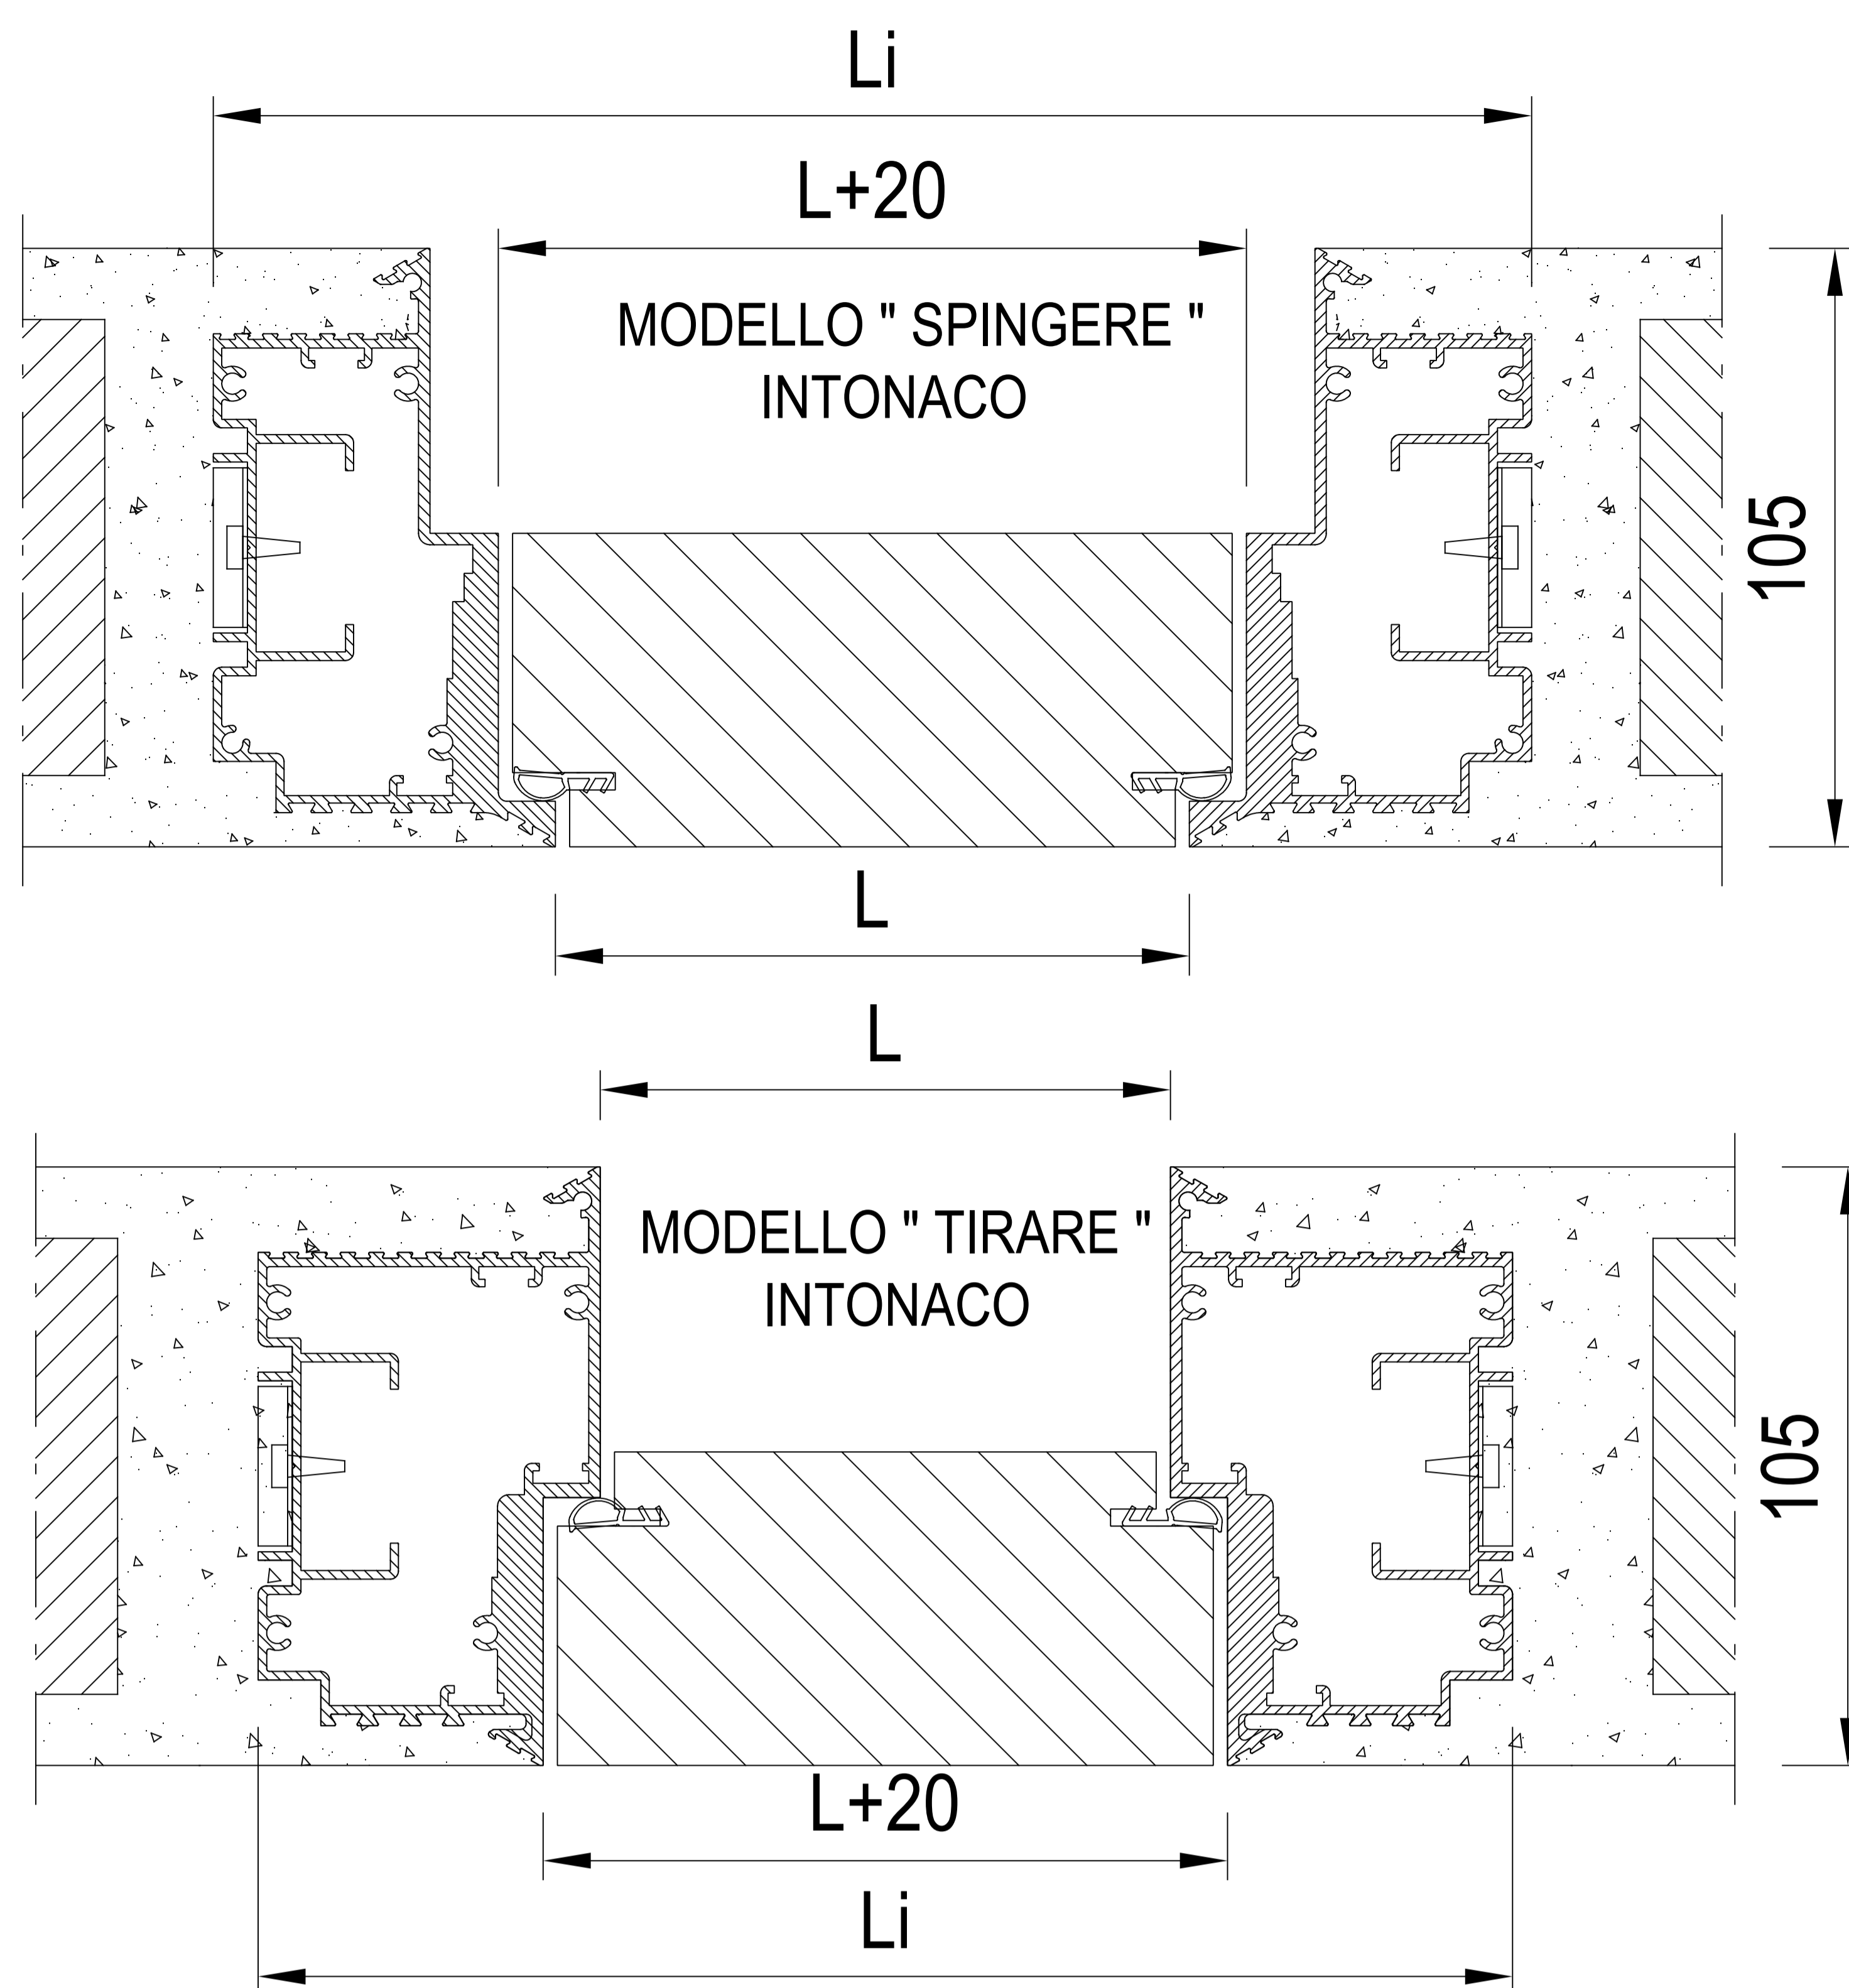 Li
L+20
MODELLO " SPINGERE "
INTONACO
105
L
L
MODELLO " TIRARE "
INTONACO
105
L+20
Li